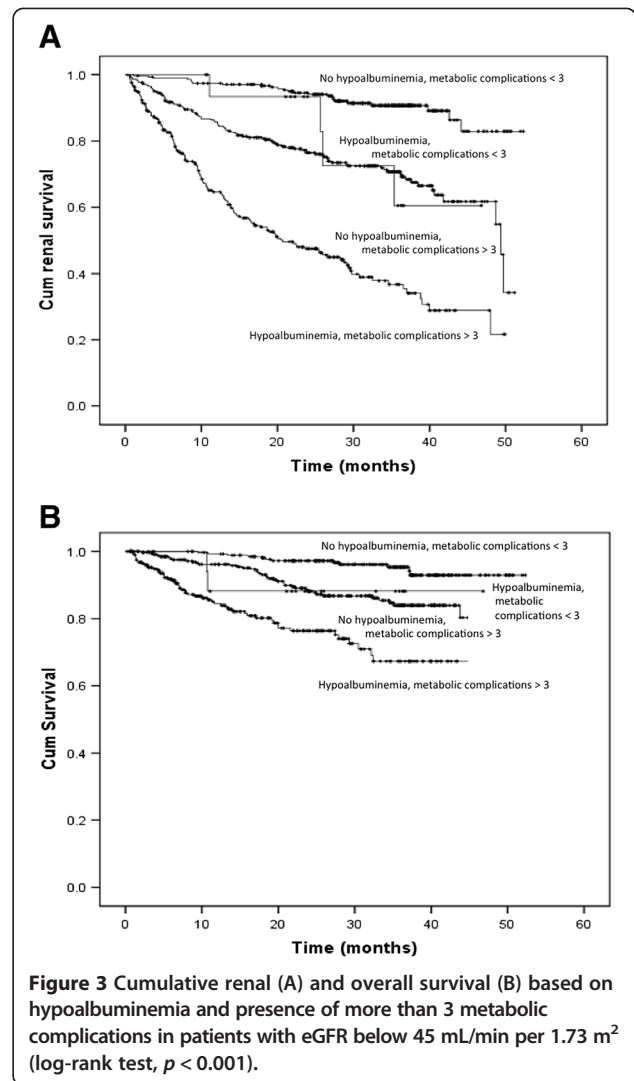 A
1.0
0.8
0.6
0.4
0.2
0.0
Cum renal survival
No hypoalbuminemia, metabolic complications < 3
Hypoalbuminemia,
metabolic complications < 3
No hypoalbuminemia,
metabolic complications > 3
Hypoalbuminemia, metabolic complications > 3
0 10 20 30 40 50 60
Time (months)
B
1.0
0.8
0.6
0.4
0.2
0.0
Cum Survival
No hypoalbuminemia, metabolic complications < 3
Hypoalbuminemia,
metabolic
complications < 3
No hypoalbuminemia,
metabolic complications > 3
Hypoalbuminemia, metabolic complications > 3
0 10 20 30 40 50 60
Time (months)
Figure 3 Cumulative renal (A) and overall survival (B) based on
hypoalbuminemia and presence of more than 3 metabolic
complications in patients with eGFR below 45 mL/min per 1.73 m²
(log-rank test, p < 0.001).